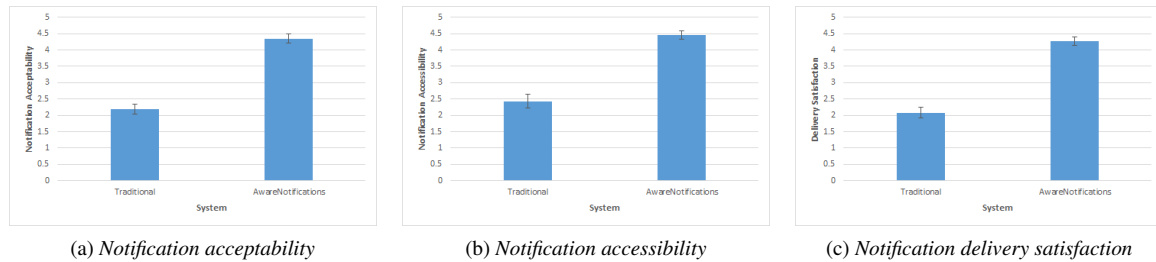 5
4.5
4
3.5
3
2.5
2
1.5
1
0.5
0
Notification Acceptability
Traditional AwareNotifications
System
(a) Notification acceptability
5
4.5
4
3.5
3
2.5
2
1.5
1
0.5
0
Notification Accessibility
Traditional AwareNotifications
System
(b) Notification accessibility
5
4.5
4
3.5
3
2.5
2
1.5
1
0.5
0
Delivery Satisfaction
Traditional AwareNotifications
System
(c) Notification delivery satisfaction